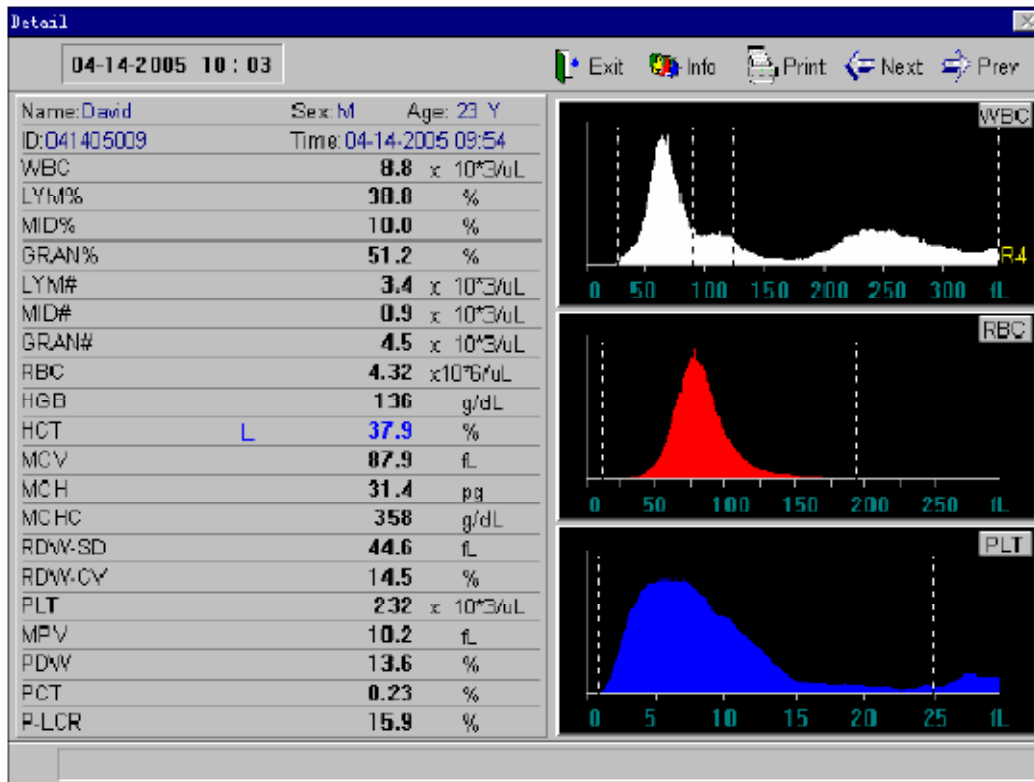 Detail
04-14-2005 10 : 03
Exit Info Print Next Prev
Name:David Sex:M Age: 23 Y
ID:041405009 Time:04-14-2005 09:54
WBC 8.8 x 10*3/uL
LYM% 38.8 %
MID% 10.0 %
GRAN% 51.2 %
LYM# 3.4 x 10*3/uL
MID# 0.9 x 10*3/uL
GRAN# 4.5 x 10*3/uL
RBC 4.32 x10*6/uL
HGB 136 g/dL
HCT L 37.9 %
MCV 87.9 fL
MCH 31.4 pg
MCHC 358 g/dL
RDW-SD 44.6 fL
RDW-CV 14.5 %
PLT 232 x 10*3/uL
MPV 10.2 fL
PDW 13.6 %
PCT 0.23 %
P-LCR 15.9 %
WBC
R4
0 50 100 150 200 250 300 fL
RBC
0 50 100 150 200 250 fL
PLT
0 5 10 15 20 25 fL